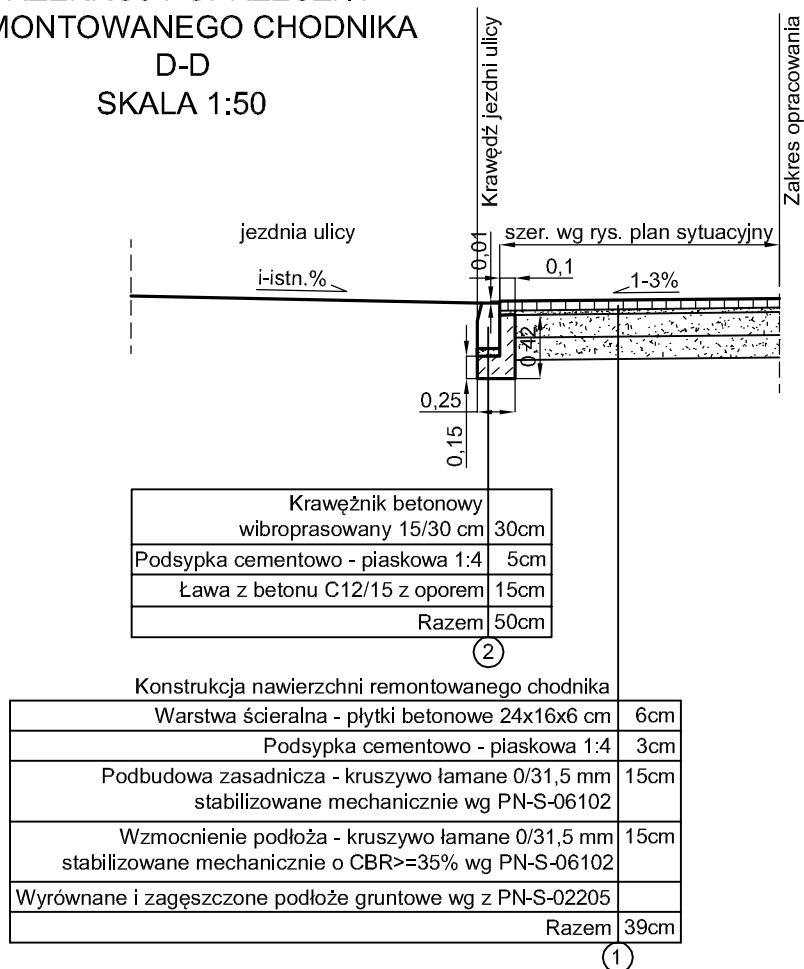 MONTOWANEGO CHODNIKA
D-D
SKALA 1:50
Krawędź jezdni ulicy
Zakres opracowania
jezdnia ulicy
szer. wg rys. plan sytuacyjny
i-istn.%
0,01
0,1
1-3%
0,42
0,25
0,15
Krawężnik betonowy
wibroprasowany 15/30 cm 30cm
Podsypka cementowo - piaskowa 1:4 5cm
Ława z betonu C12/15 z oporem 15cm
Razem 50cm
2
Konstrukcja nawierzchni remontowanego chodnika
Warstwa ścieralna - płytki betonowe 24x16x6 cm 6cm
Podsypka cementowo - piaskowa 1:4 3cm
Podbudowa zasadnicza - kruszywo łamane 0/31,5 mm 15cm
stabilizowane mechanicznie wg PN-S-06102
Wzmocnienie podłoża - kruszywo łamane 0/31,5 mm 15cm
stabilizowane mechanicznie o CBR>=35% wg PN-S-06102
Wyrównane i zagęszczone podłoże gruntowe wg z PN-S-02205
Razem 39cm
1